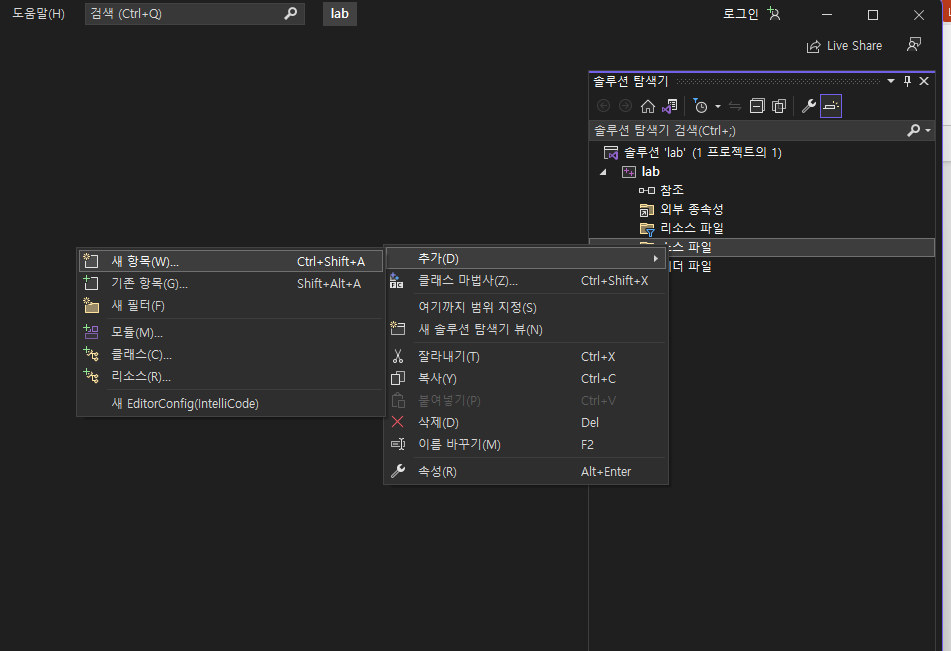 도움말(H) 검색 (Ctrl+Q) lab 로그인
Live Share
솔루션 탐색기
솔루션 탐색기 검색(Ctrl+;)
솔루션 'lab' (1 프로젝트의 1)
lab
참조
외부 종속성
리소스 파일
스 파일
더 파일
추가(D)
클래스 마법사(Z)... Ctrl+Shift+X
여기까지 범위 지정(S)
새 솔루션 탐색기 뷰(N)
잘라내기(T) Ctrl+X
복사(Y) Ctrl+C
붙여넣기(P) Ctrl+V
삭제(D) Del
이름 바꾸기(M) F2
속성(R) Alt+Enter
새 항목(W)... Ctrl+Shift+A
기존 항목(G)... Shift+Alt+A
새 필터(F)
모듈(M)...
클래스(C)...
리소스(R)...
새 EditorConfig(IntelliCode)